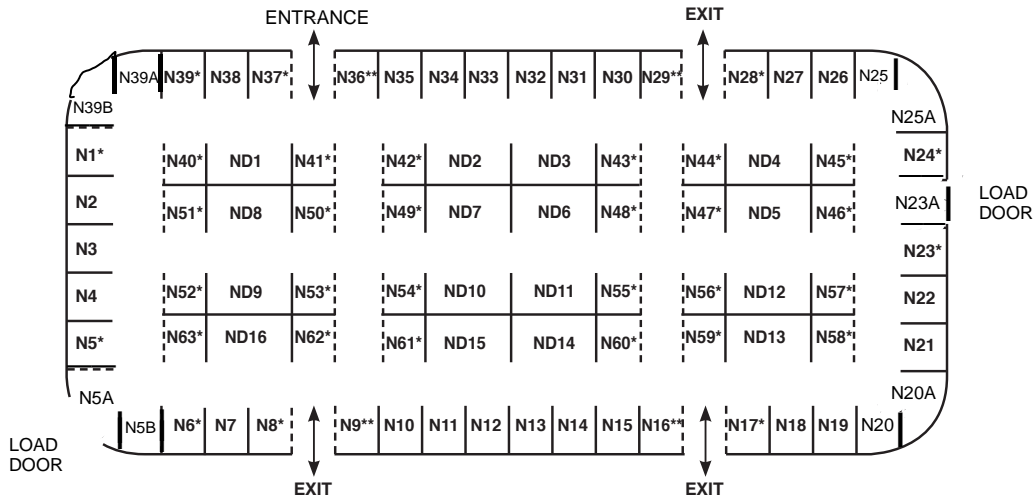 ENTRANCE EXIT
N39A N39* N38 N37* N36** N35 N34 N33 N32 N31 N30 N29** N28* N27 N26 N25
N39B N25A
N1* N40* ND1 N41* N42* ND2 ND3 N43* N44* ND4 N45* N24*
N2 N51* ND8 N50* N49* ND7 ND6 N48* N47* ND5 N46* N23A LOAD
DOOR
N3 N23*
N4 N52* ND9 N53* N54* ND10 ND11 N55* N56* ND12 N57* N22
N5* N63* ND16 N62* N61* ND15 ND14 N60* N59* ND13 N58* N21
N5A N20A
N5B N6* N7 N8* N9** N10 N11 N12 N13 N14 N15 N16** N17* N18 N19 N20
LOAD
DOOR
EXIT EXIT